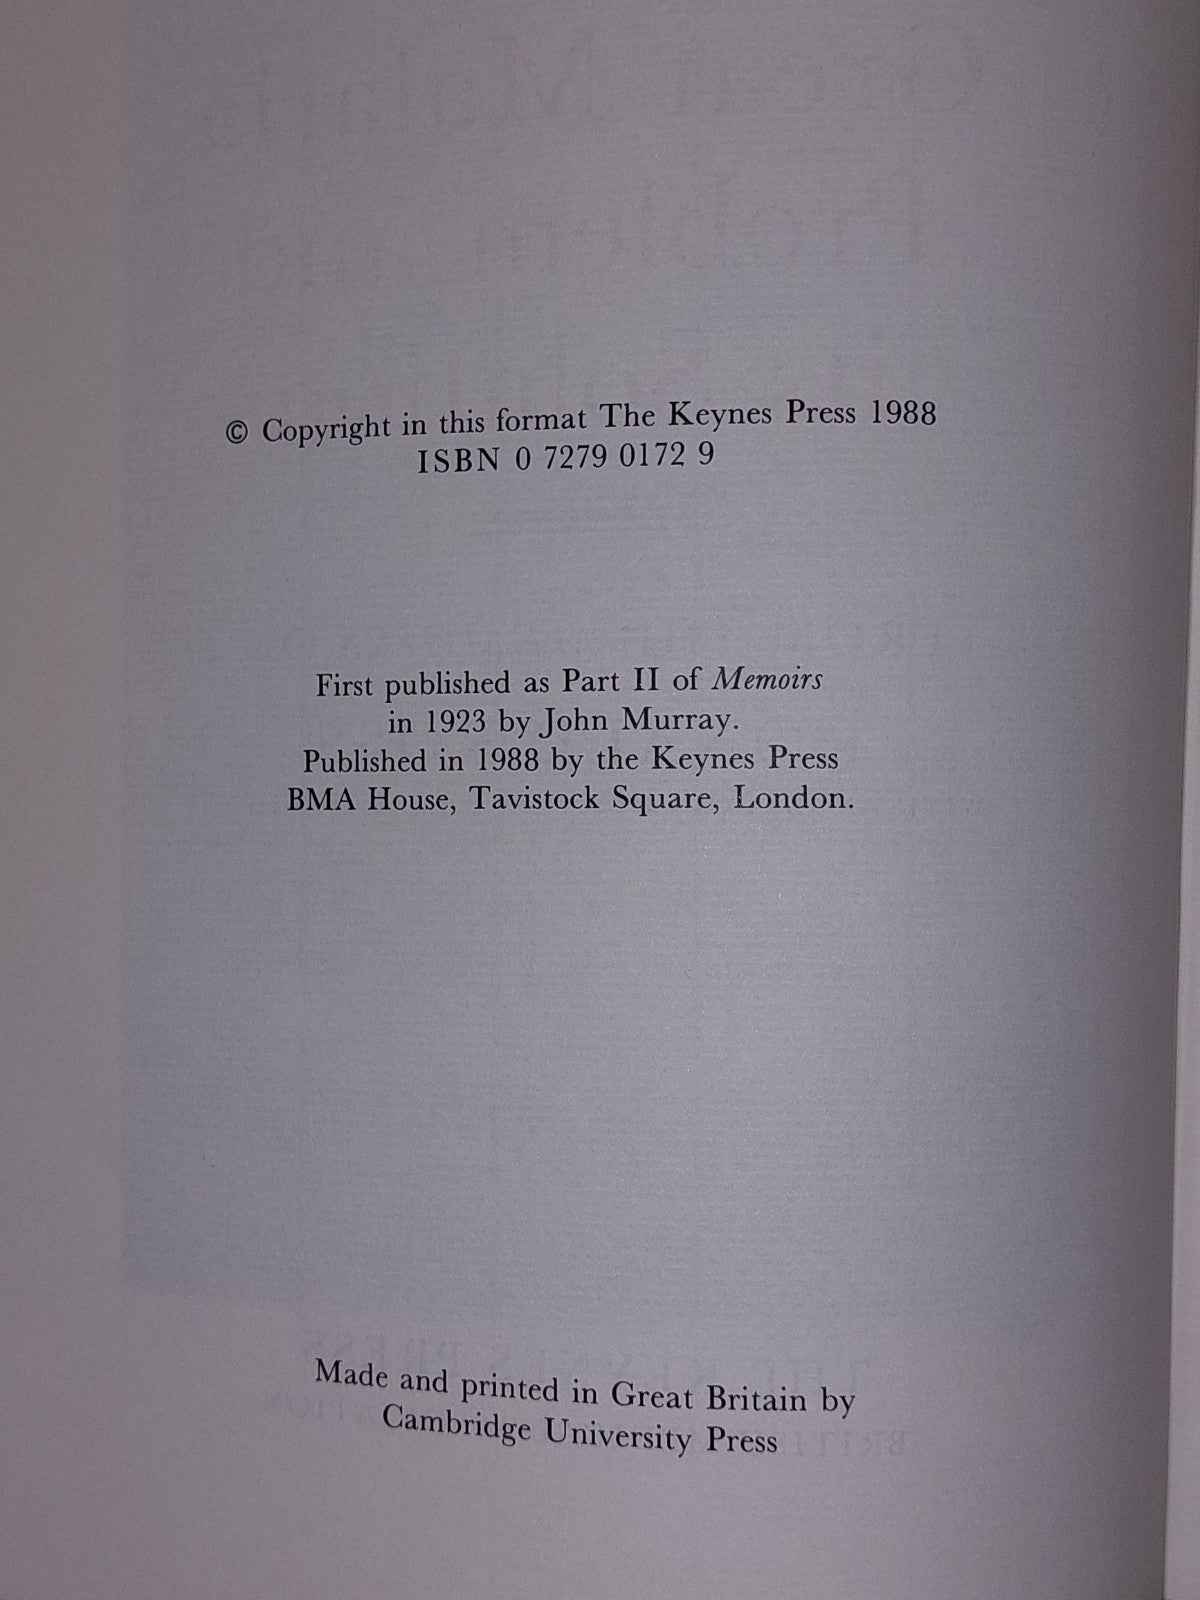 © Copyright in this format The Keynes Press 1988
ISBN 0 7279 0172 9
First published as Part II of Memoirs
in 1923 by John Murray.
Published in 1988 by the Keynes Press
BMA House, Tavistock Square, London.
Made and printed in Great Britain by
Cambridge University Press